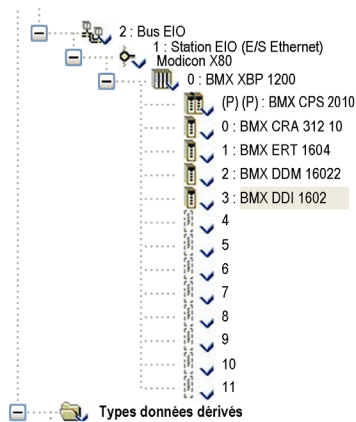 2 : Bus EIO
1 : Station EIO (E/S Ethernet)
Modicon X80
0 : BMX XBP 1200
(P) (P) : BMX CPS 2010
0 : BMX CRA 312 10
1 : BMX ERT 1604
2 : BMX DDM 16022
3 : BMX DDI 1602
4
5
6
7
8
9
10
11
Types données dérivés